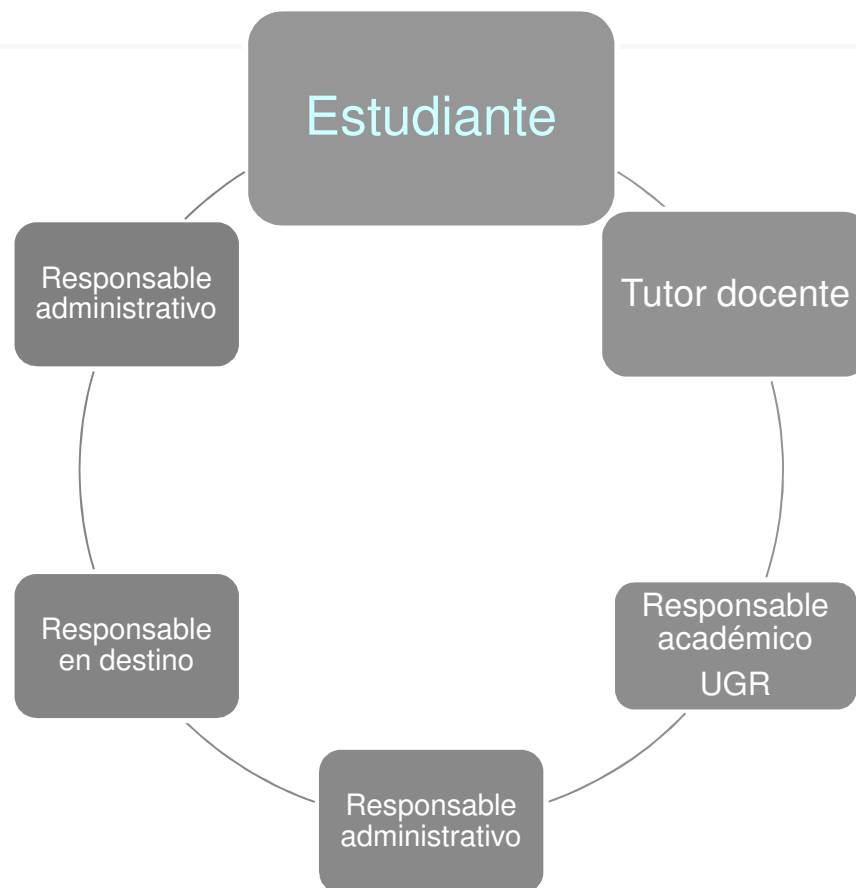 Estudiante
Tutor docente
Responsable
académico
UGR
Responsable
administrativo
Responsable
en destino
Responsable
administrativo